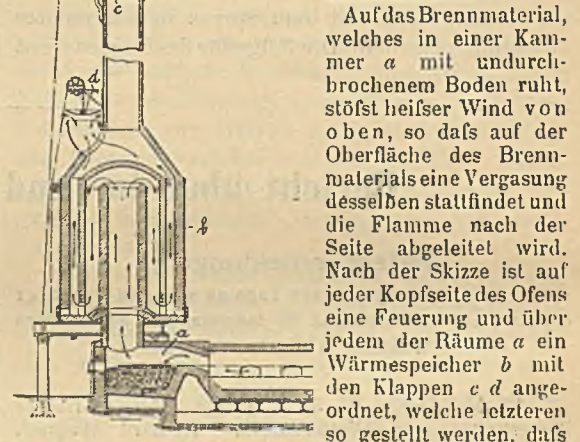 c
d
b
a
Auf das Brennmaterial,
welches in einer Kam-
mer a mit undurch-
brochenem Boden ruht,
stöfst heifser Wind von
oben, so dafs auf der
Oberfläche des Brenn-
materials eine Vergasung
desselben stattfindet und
die Flamme nach der
Seite abgeleitet wird.
Nach der Skizze ist auf
jeder Kopfseite des Ofens
eine Feuerung und über
jedem der Räume a ein
Wärmespeicher b mit
den Klappen c d ange-
ordnet, welche letzteren
so gestellt werden, dafs